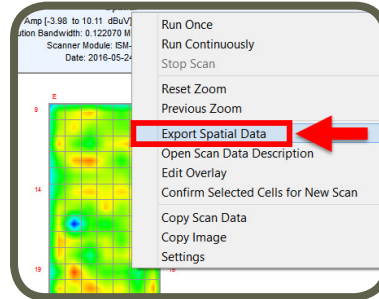 Amp [-3.98 to 10.11 dBuV]
ution Bandwidth: 0.122070 M
Scanner Module: ISM-
Date: 2016-05-24
E
9
14
19
19
Run Once
Run Continuously
Stop Scan
Reset Zoom
Previous Zoom
Export Spatial Data
Open Scan Data Description
Edit Overlay
Confirm Selected Cells for New Scan
Copy Scan Data
Copy Image
Settings